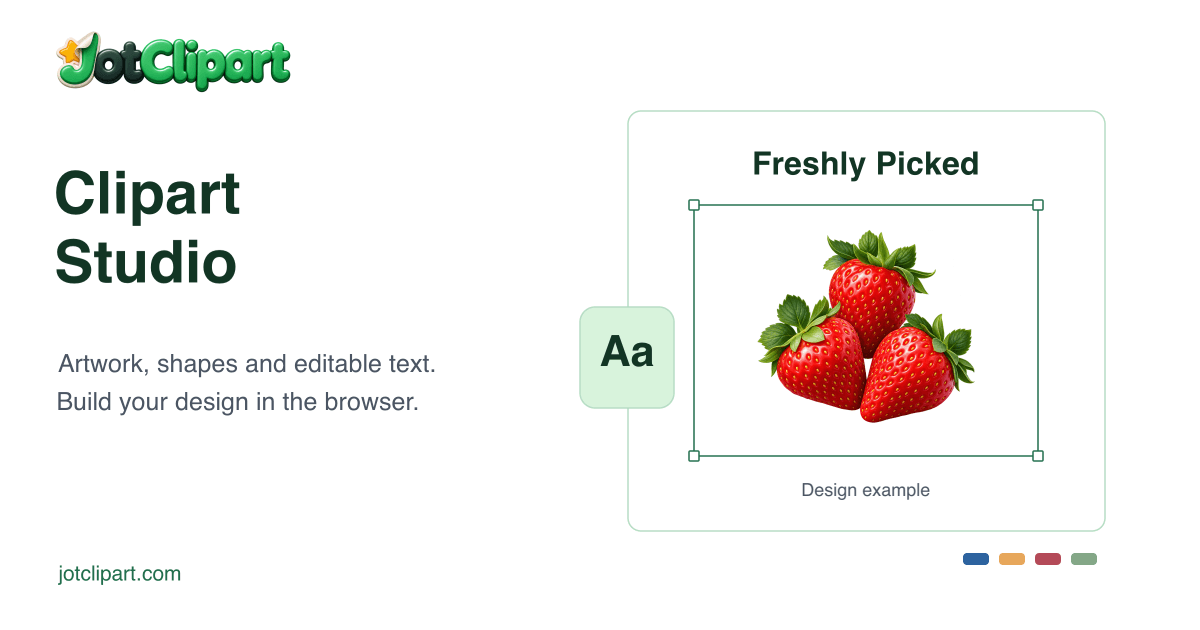 JotClipart
Clipart
Studio
Artwork, shapes and editable text.
Build your design in the browser.
jotclipart.com
Freshly Picked
Aa
Design example